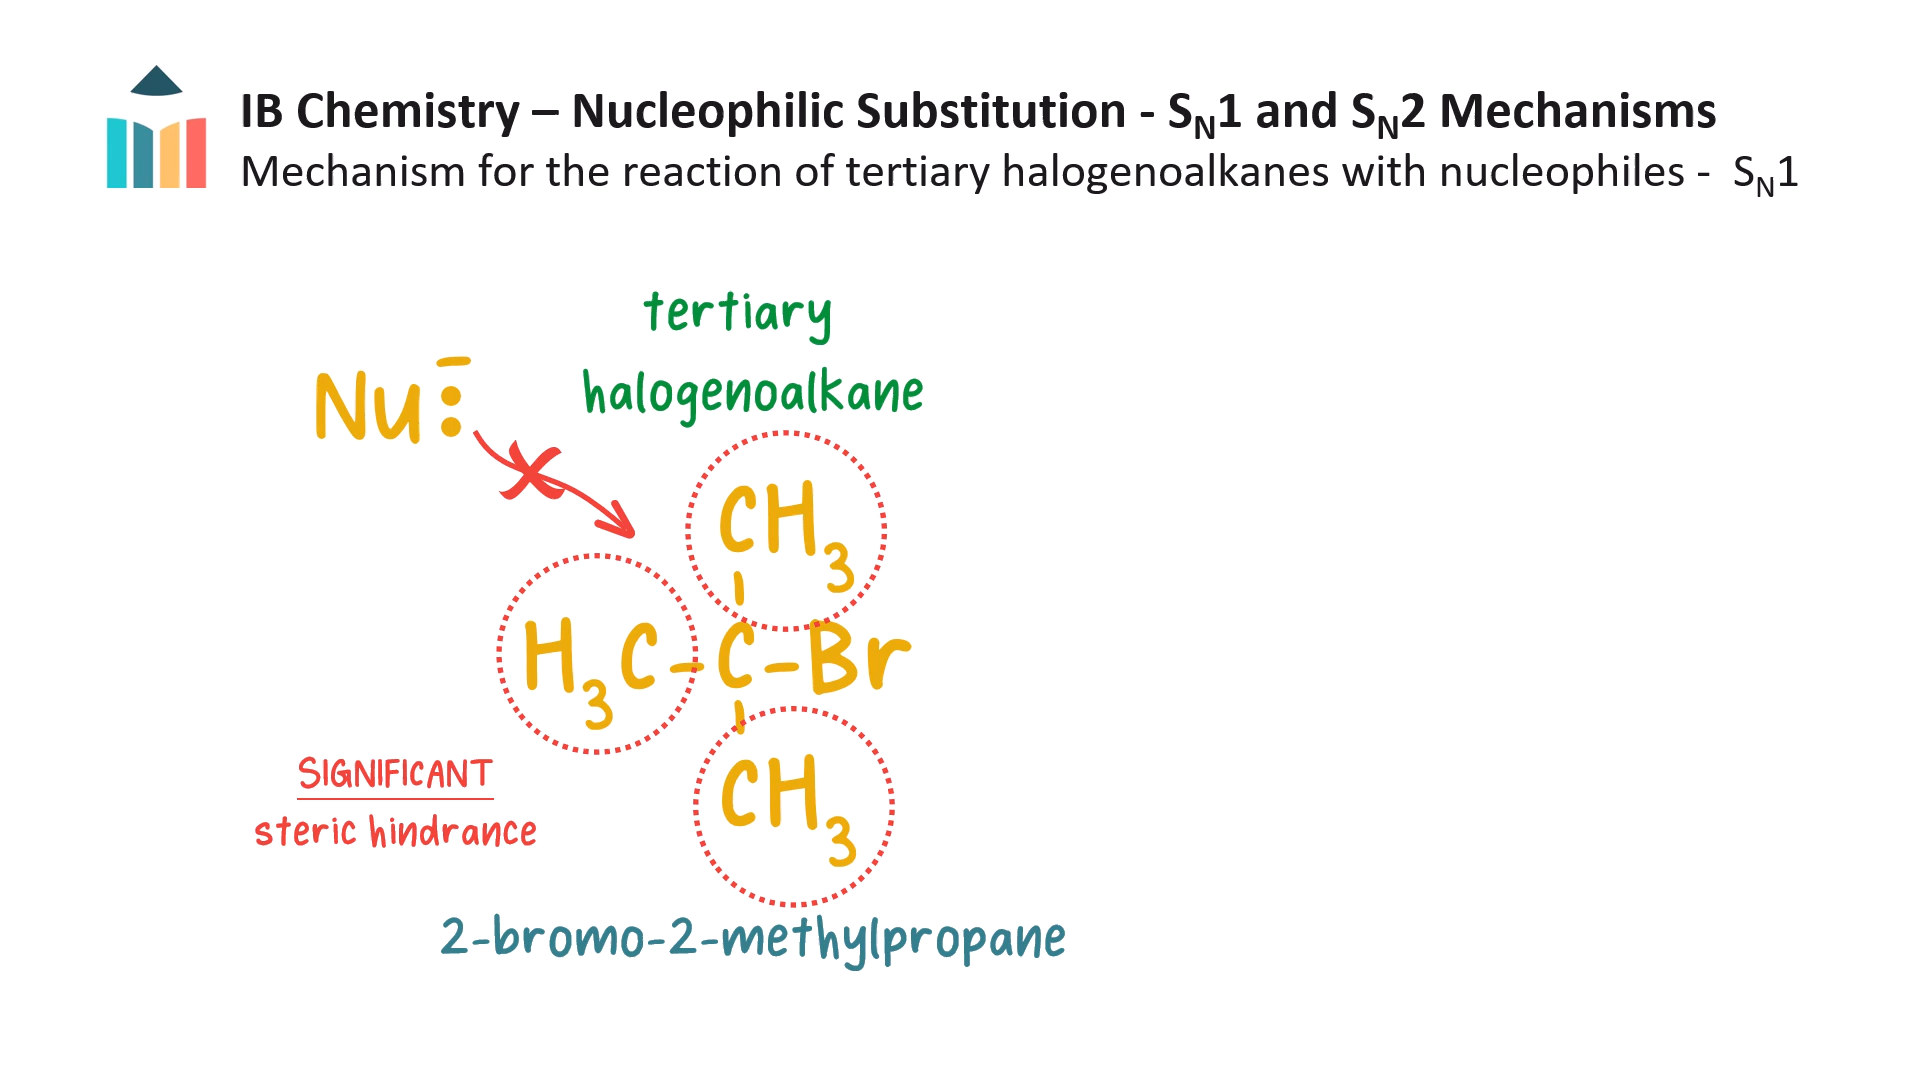 IB Chemistry – Nucleophilic Substitution - SN1 and SN2 Mechanisms
Mechanism for the reaction of tertiary halogenoalkanes with nucleophiles - SN1
tertiary
halogenoalkane
Nu:⁻
CH3
H3C-C-Br
CH3
SIGNIFICANT
steric hindrance
2-bromo-2-methylpropane